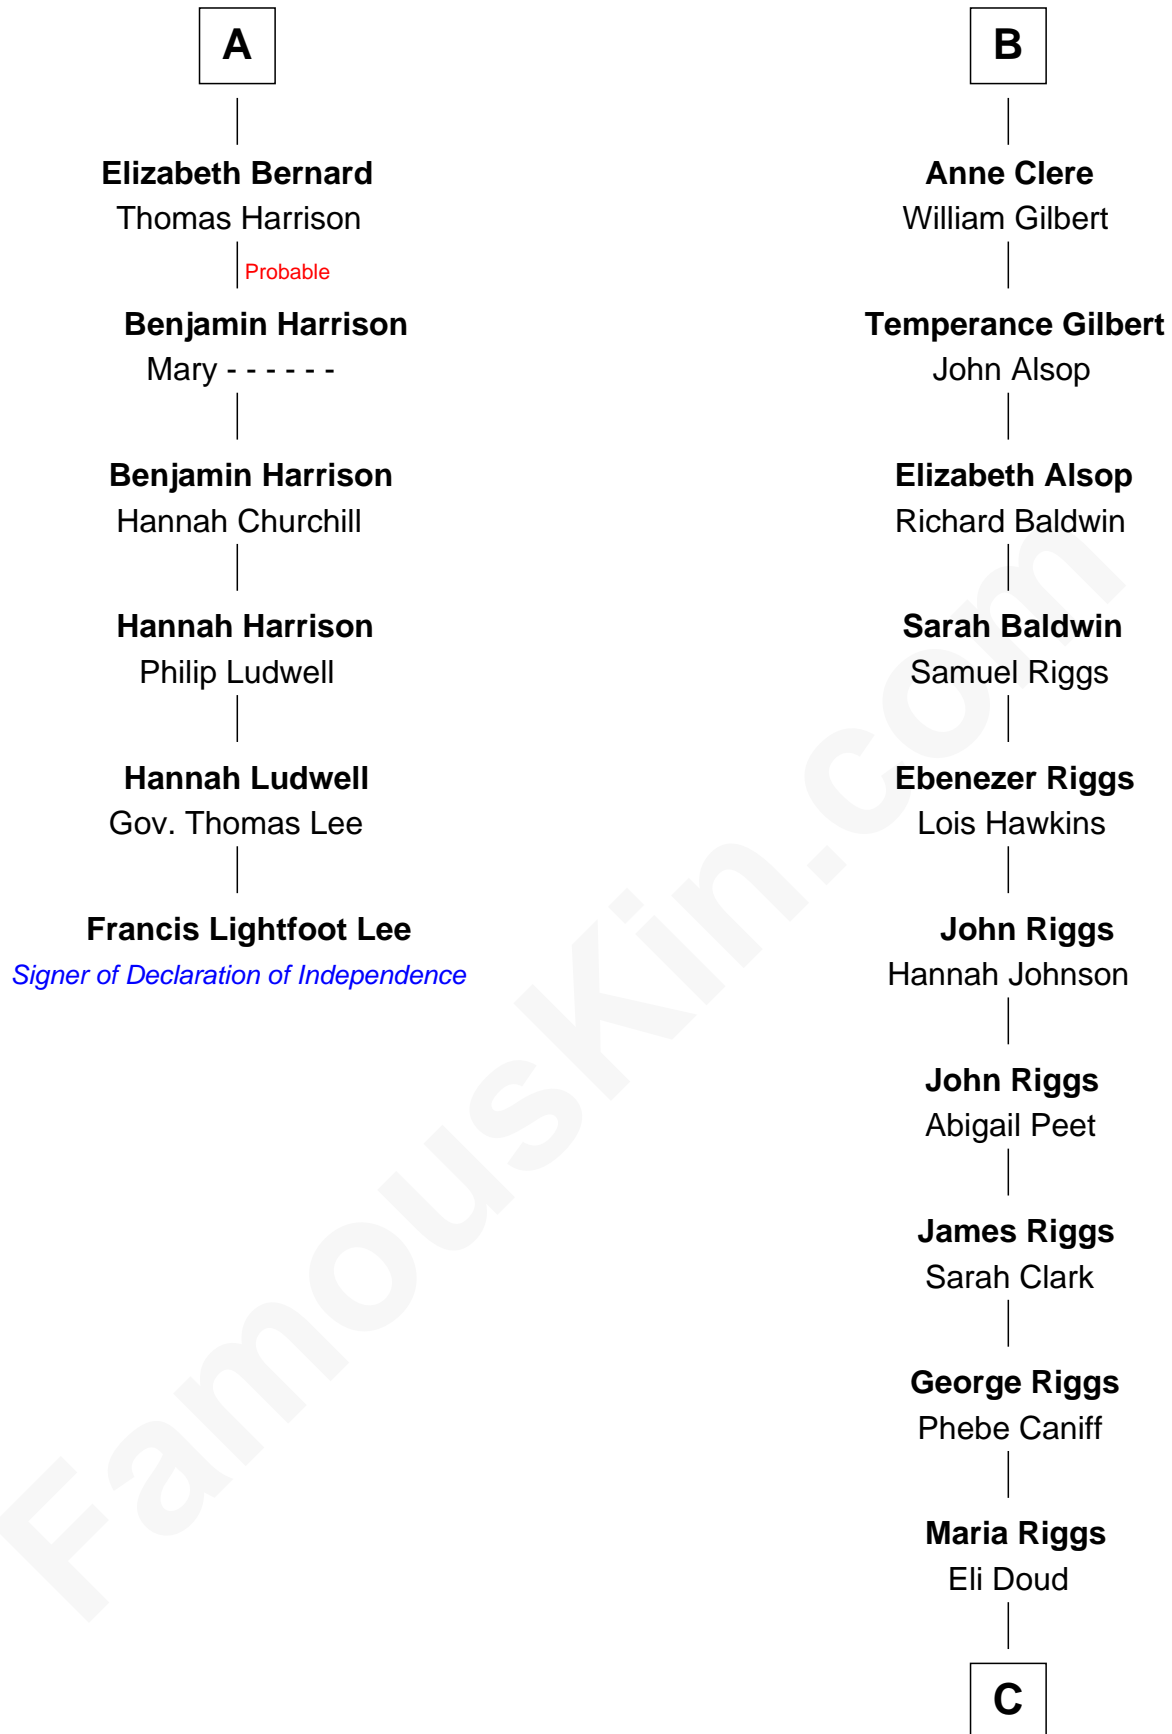 A
Elizabeth Bernard
Thomas Harrison
Probable
Benjamin Harrison
Mary - - - - - -
Benjamin Harrison
Hannah Churchill
Hannah Harrison
Philip Ludwell
Hannah Ludwell
Gov. Thomas Lee
Francis Lightfoot Lee
Signer of Declaration of Independence
B
Anne Clere
William Gilbert
Temperance Gilbert
John Alsop
Elizabeth Alsop
Richard Baldwin
Sarah Baldwin
Samuel Riggs
Ebenezer Riggs
Lois Hawkins
John Riggs
Hannah Johnson
John Riggs
Abigail Peet
James Riggs
Sarah Clark
George Riggs
Phebe Caniff
Maria Riggs
Eli Doud
C
FamousKin.com